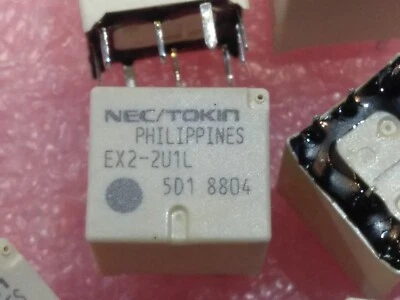 NEC/TOKIN
PHILIPPINES
EX2-2U1L
5D1 8804